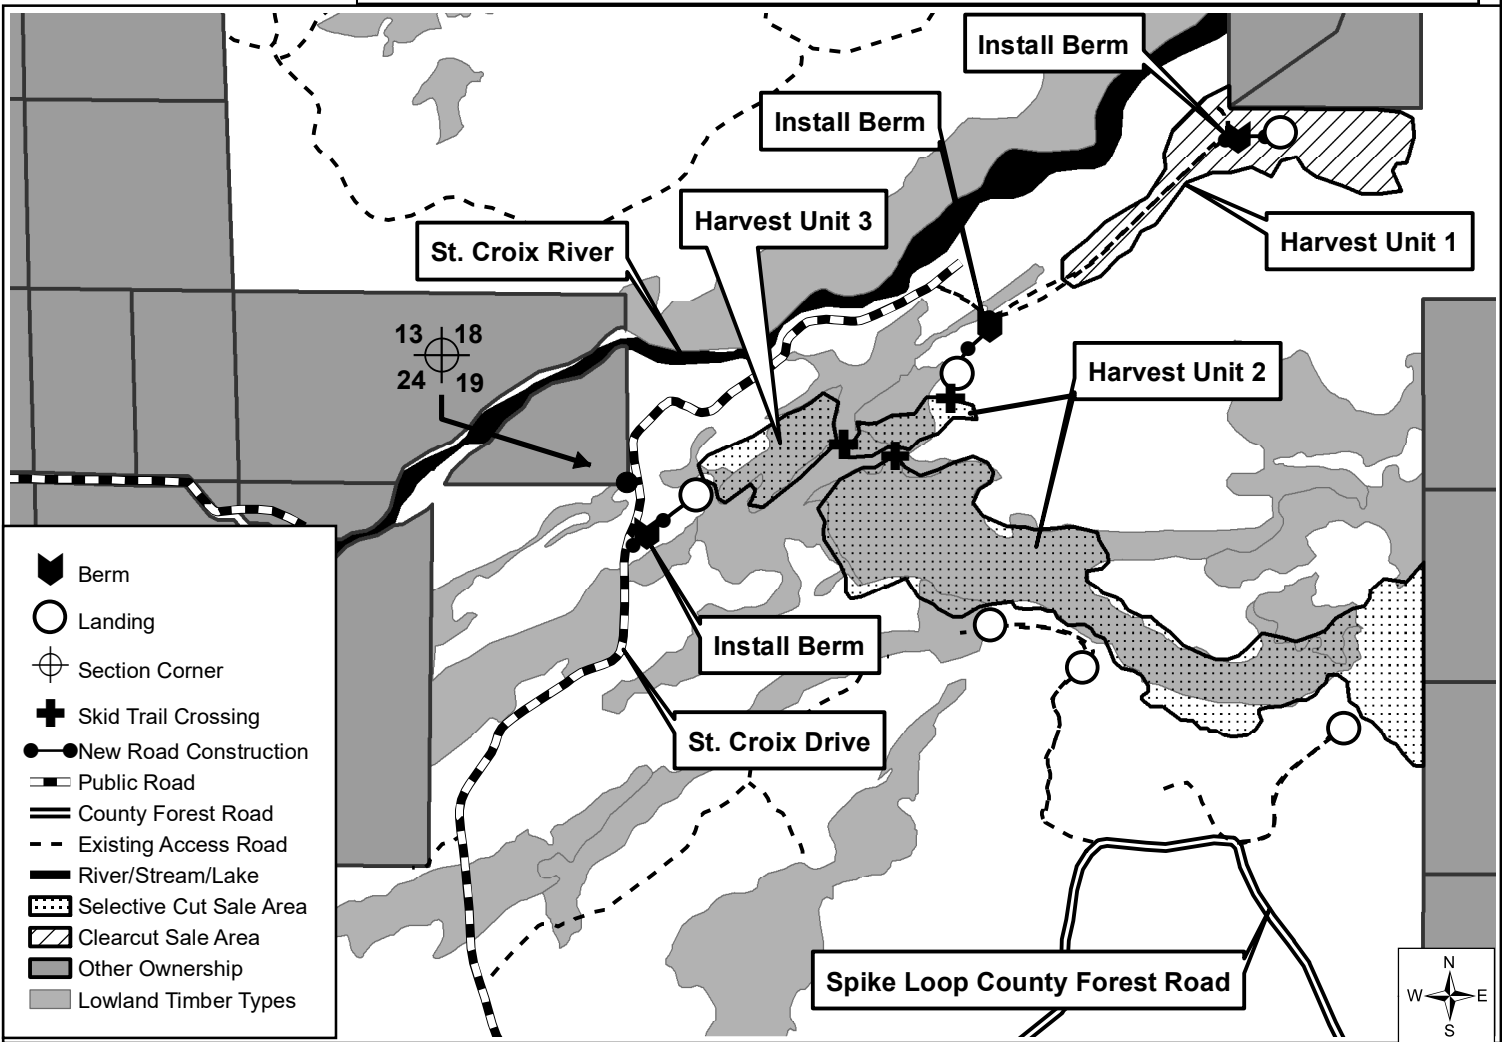 Install Berm
Install Berm
Harvest Unit 3
St. Croix River
Harvest Unit 1
13 18
24 19
Harvest Unit 2
Install Berm
St. Croix Drive
Spike Loop County Forest Road
Berm
Landing
Section Corner
Skid Trail Crossing
New Road Construction
Public Road
County Forest Road
Existing Access Road
River/Stream/Lake
Selective Cut Sale Area
Clearcut Sale Area
Other Ownership
Lowland Timber Types
N
W E
S